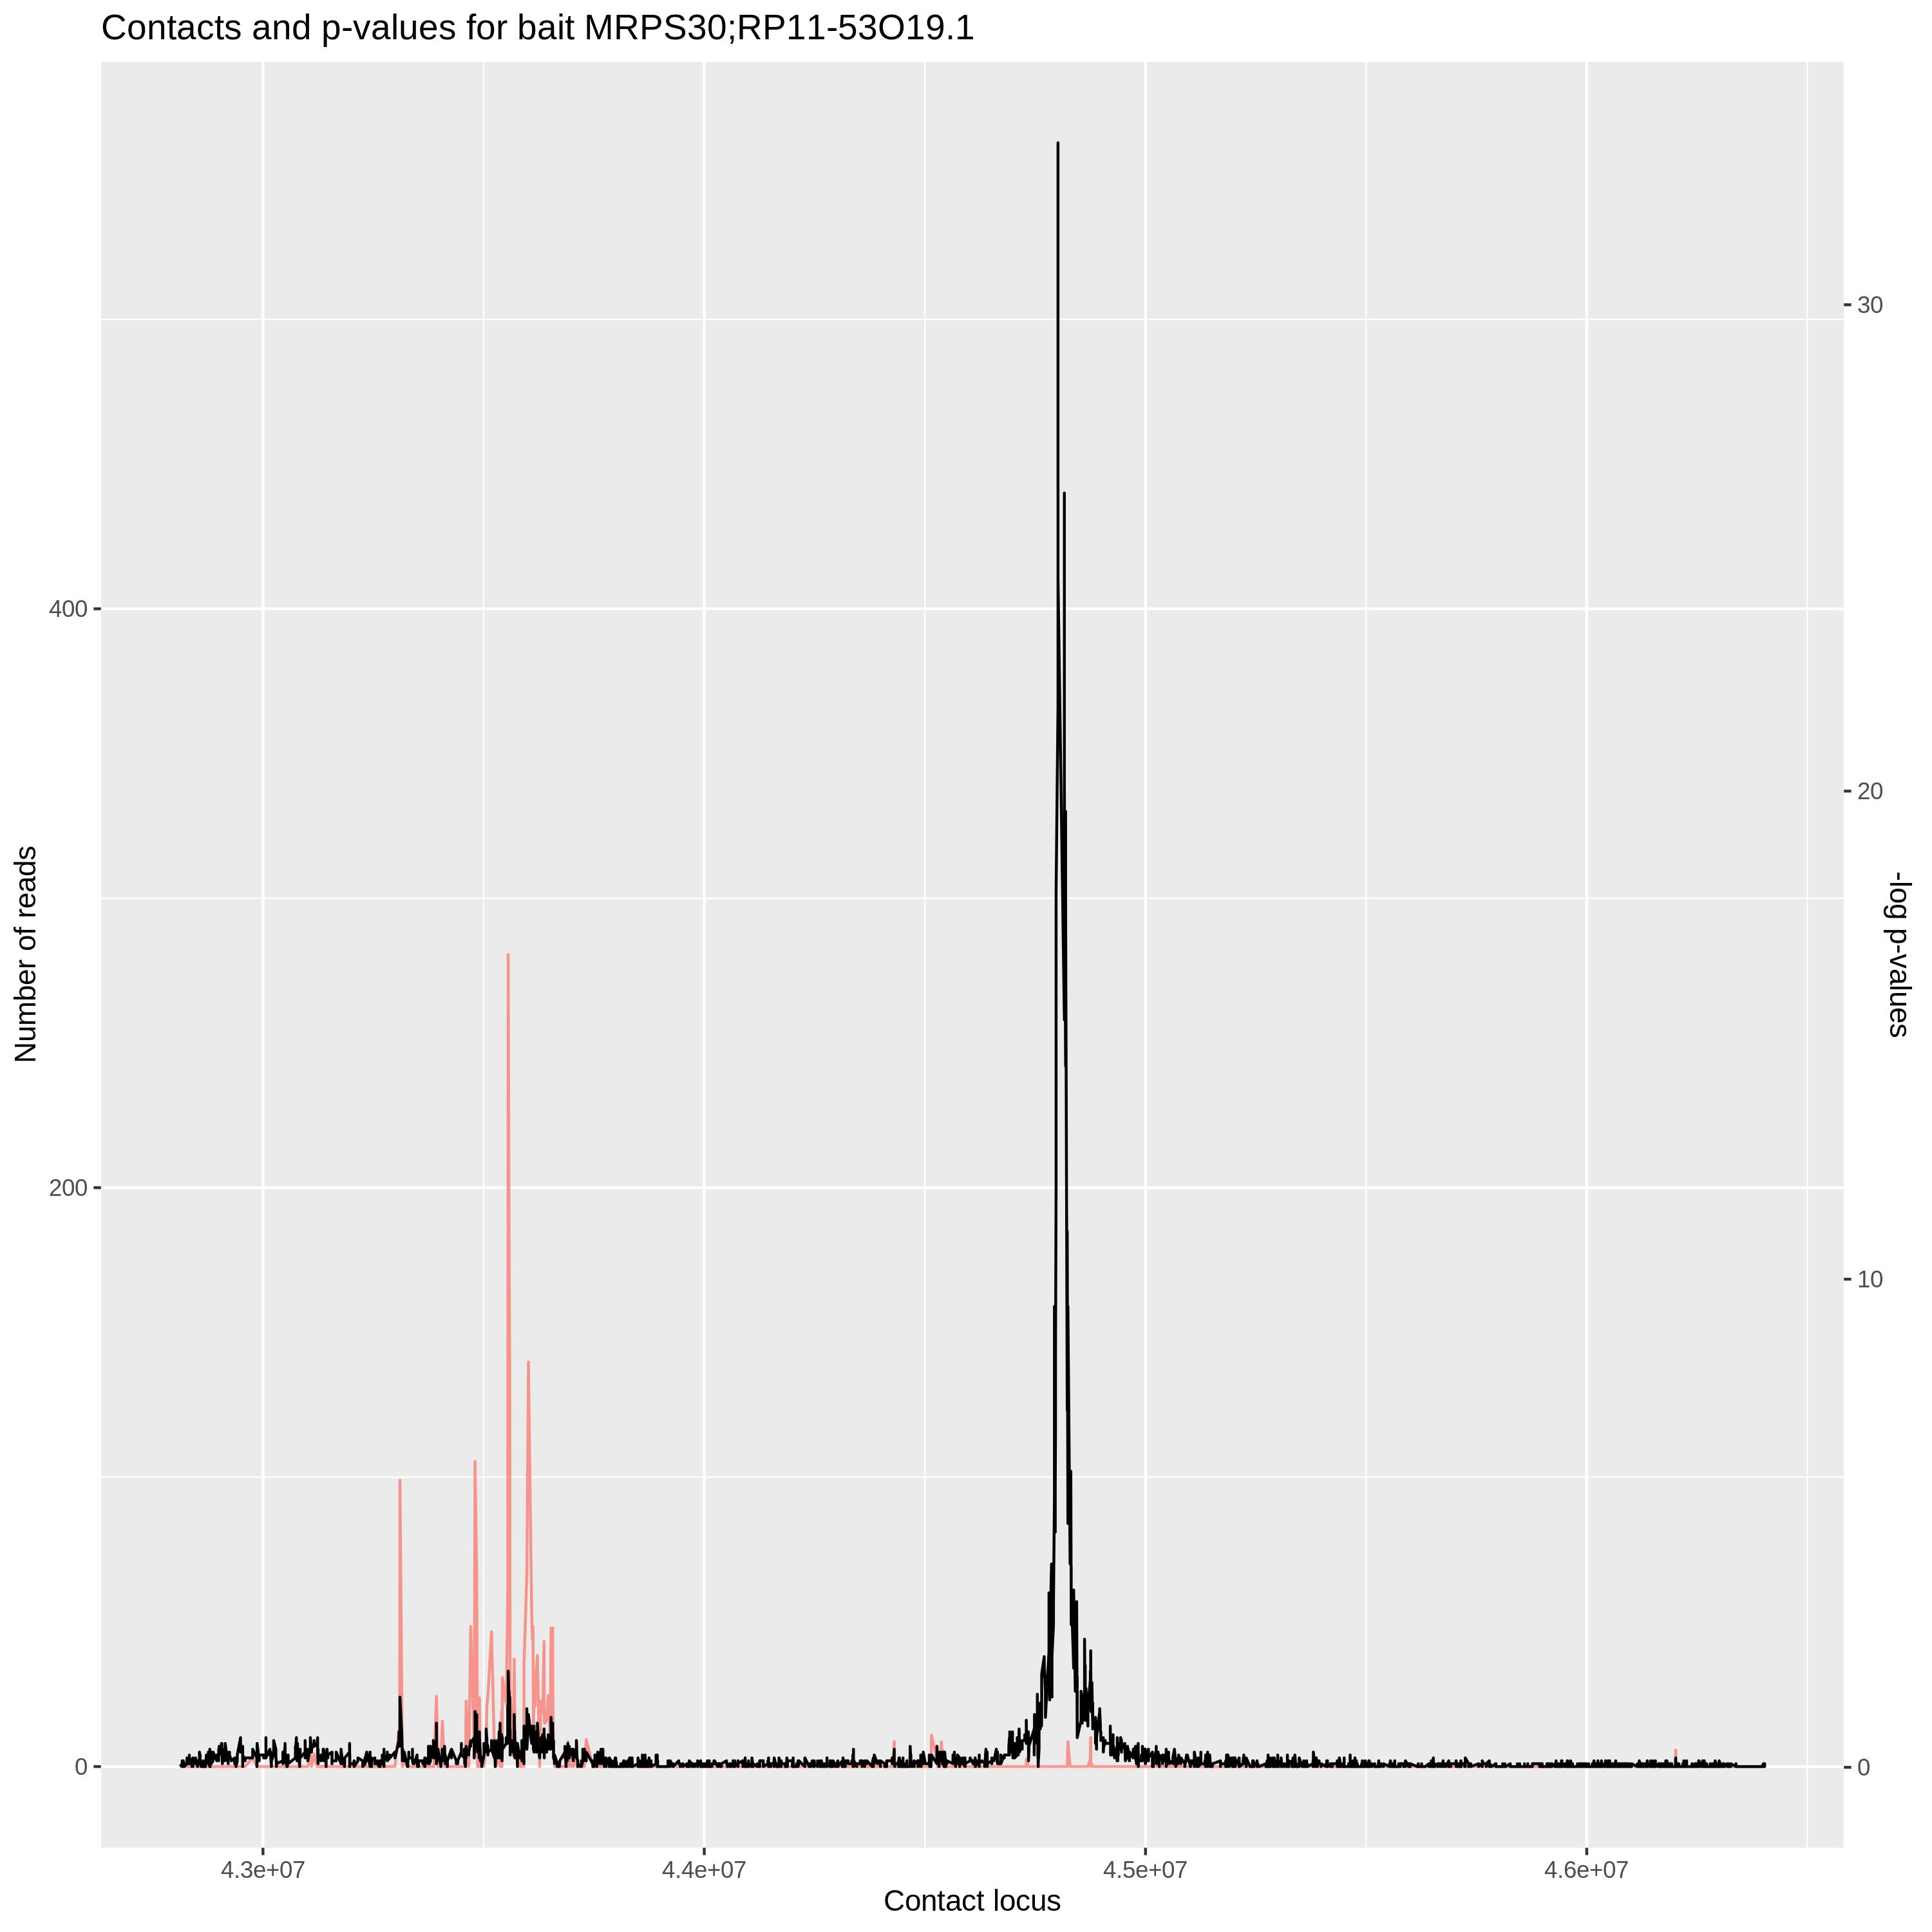 Contacts and p-values for bait MRPS30;RP11-53O19.1
Number of reads
400
200
0
30
20
10
0
-log p-values
4.3e+07
4.4e+07
4.5e+07
4.6e+07
Contact locus